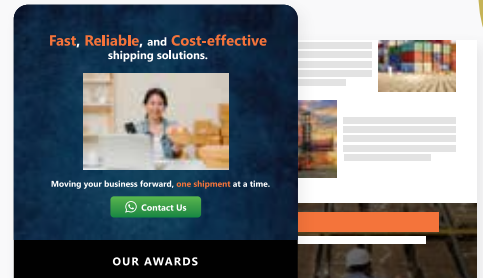 Fast, Reliable, and Cost-effective
shipping solutions.
Moving your business forward, one shipment at a time.
Contact Us
OUR AWARDS